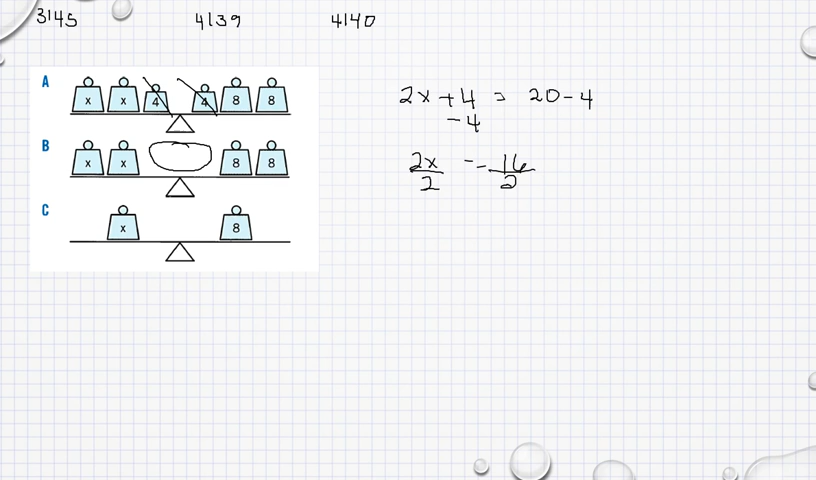 3145 4139 4140
A x x 4 4 8 8
2x + 4 = 20 - 4
- 4
B x x 8 8
2x = 16
2 2
C x 8